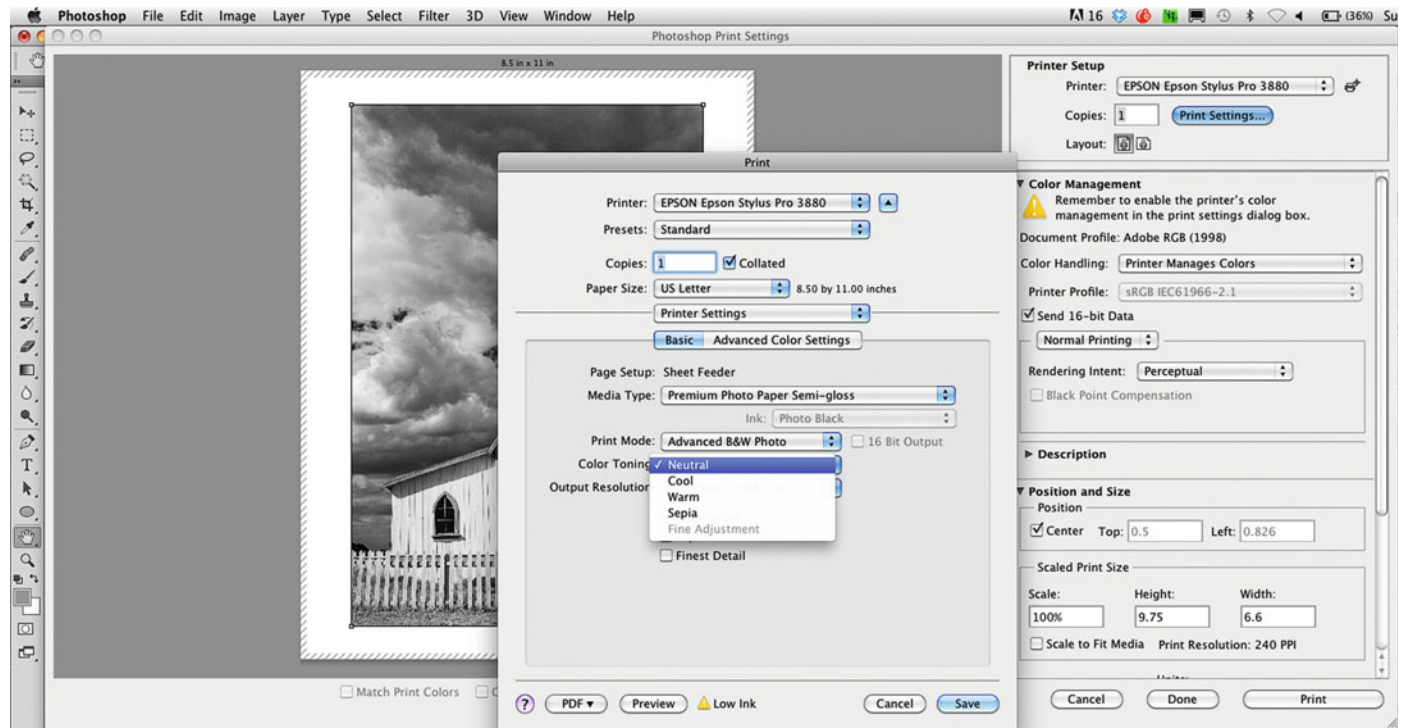 Photoshop File Edit Image Layer Type Select Filter 3D View Window Help 16 (36%) Su
Photoshop Print Settings
8.5 in x 11 in
Printer Setup
Printer: EPSON Epson Stylus Pro 3880
Copies: 1 Print Settings...
Layout:
Color Management
Remember to enable the printer's color
management in the print settings dialog box.
Document Profile: Adobe RGB (1998)
Color Handling: Printer Manages Colors
Printer Profile: sRGB IEC61966-2.1
Send 16-bit Data
Normal Printing
Rendering Intent: Perceptual
Black Point Compensation
Description
Position and Size
Position
Center Top: 0.5 Left: 0.826
Scaled Print Size
Scale: Height: Width:
100% 9.75 6.6
Scale to Fit Media Print Resolution: 240 PPI
Cancel Done Print
Print
Printer: EPSON Epson Stylus Pro 3880
Presets: Standard
Copies: 1 Collated
Paper Size: US Letter 8.50 by 11.00 inches
Printer Settings
Basic Advanced Color Settings
Page Setup: Sheet Feeder
Media Type: Premium Photo Paper Semi-gloss
Ink: Photo Black
Print Mode: Advanced B&W Photo 16 Bit Output
Color Toning ✓ Neutral
Cool
Output Resolution
Warm
Sepia
Fine Adjustment
Finest Detail
? PDF▼ Preview Low Ink Cancel Save
Match Print Colors